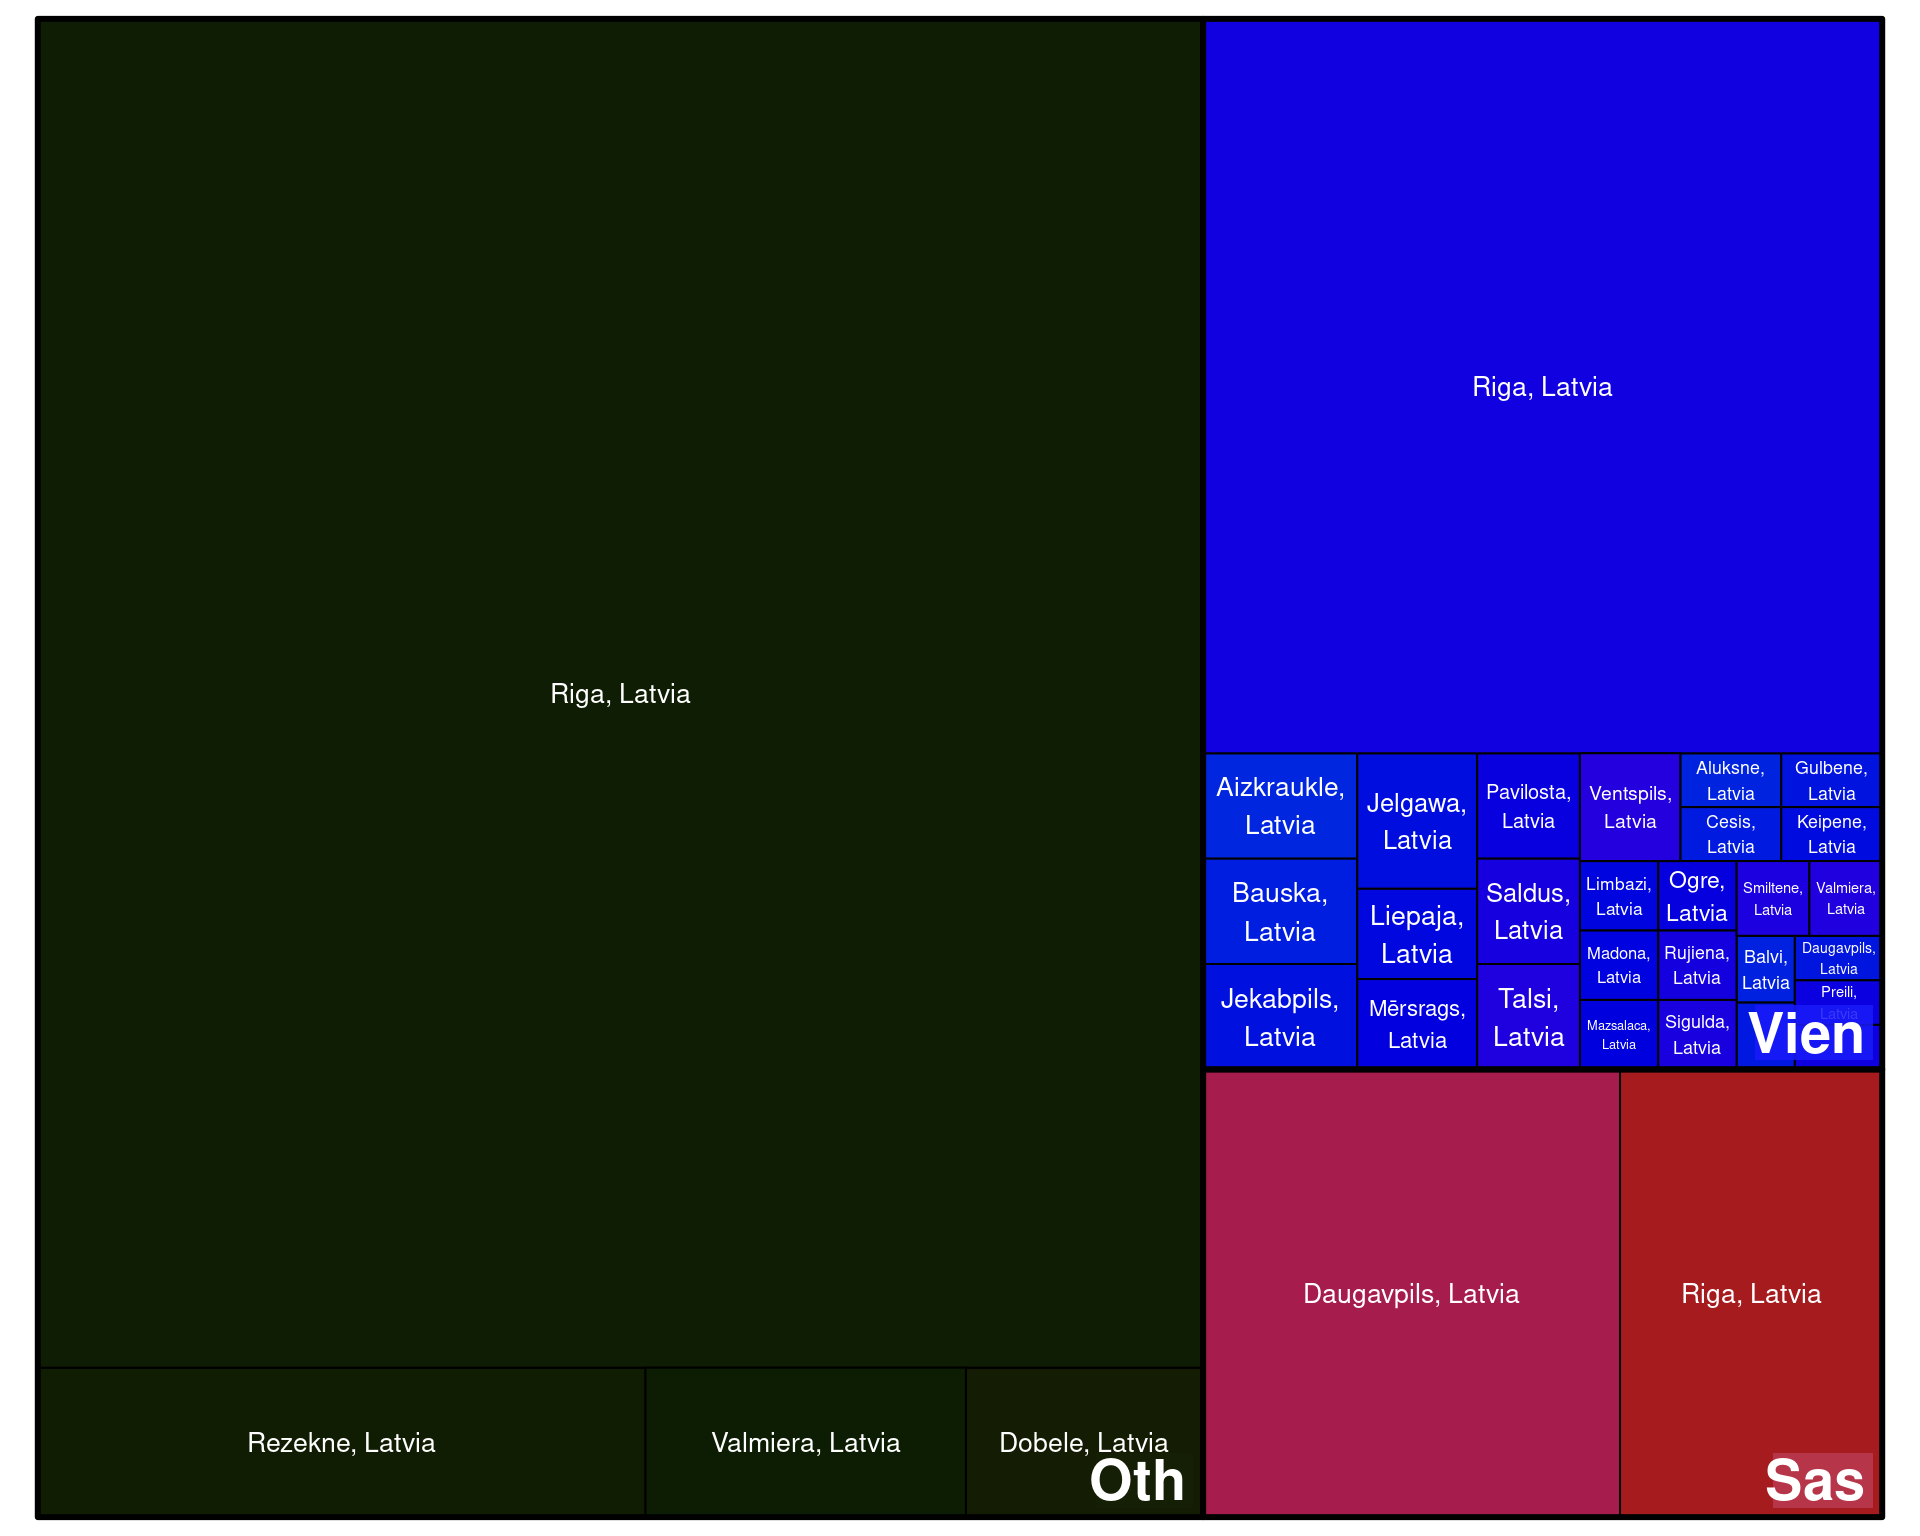 Riga, Latvia
Rezekne, Latvia
Valmiera, Latvia
Dobele, Latvia
Oth
Riga, Latvia
Aizkraukle,
Latvia
Bauska,
Latvia
Jekabpils,
Latvia
Jelgawa,
Latvia
Liepaja,
Latvia
Mērsrags,
Latvia
Pavilosta,
Latvia
Saldus,
Latvia
Talsi,
Latvia
Ventspils,
Latvia
Aluksne,
Latvia
Gulbene,
Latvia
Cesis,
Latvia
Keipene,
Latvia
Limbazi,
Latvia
Ogre,
Latvia
Smiltene,
Latvia
Valmiera,
Latvia
Madona,
Latvia
Rujiena,
Latvia
Balvi,
Latvia
Daugavpils,
Latvia
Preili,
Latvia
Mazsalaca,
Latvia
Sigulda,
Latvia
Vien
Daugavpils, Latvia
Riga, Latvia
Sas